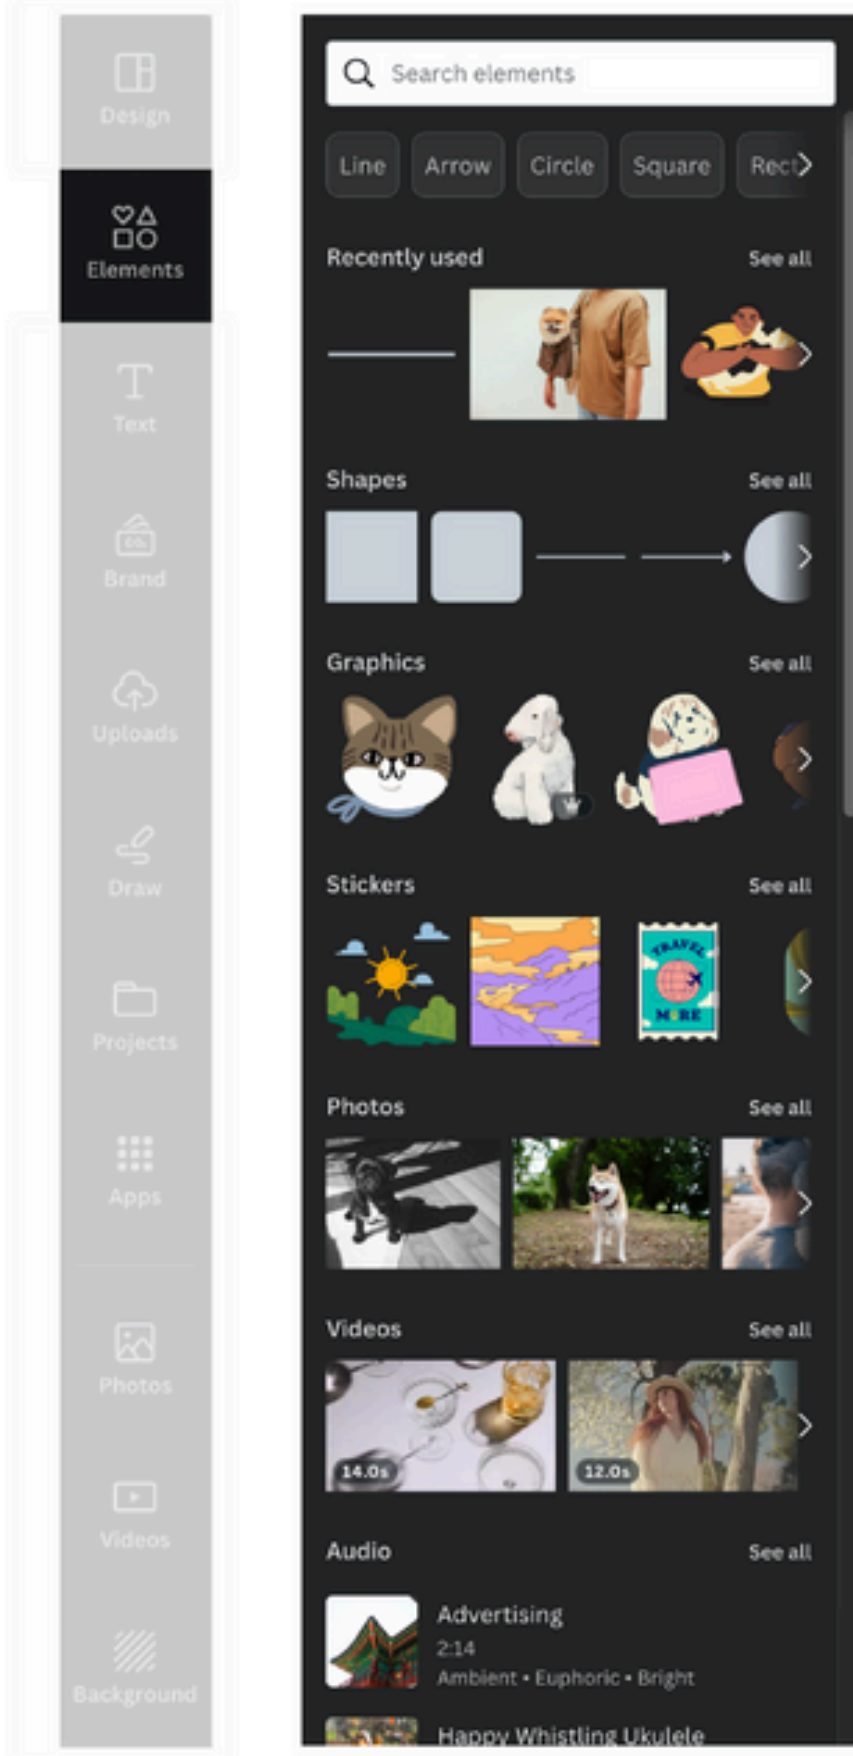 Design
Elements
Text
Brand
CO.
Uploads
Draw
Projects
Apps
Photos
Videos
Background
Search elements
Line Arrow Circle Square Rect
Recently used See all
Shapes See all
Graphics See all
Stickers See all
TRAVEL
MORE
Photos See all
Videos See all
14.0s 12.0s
Audio See all
Advertising
2:14
Ambient • Euphoric • Bright
Happy Whistling Ukulele